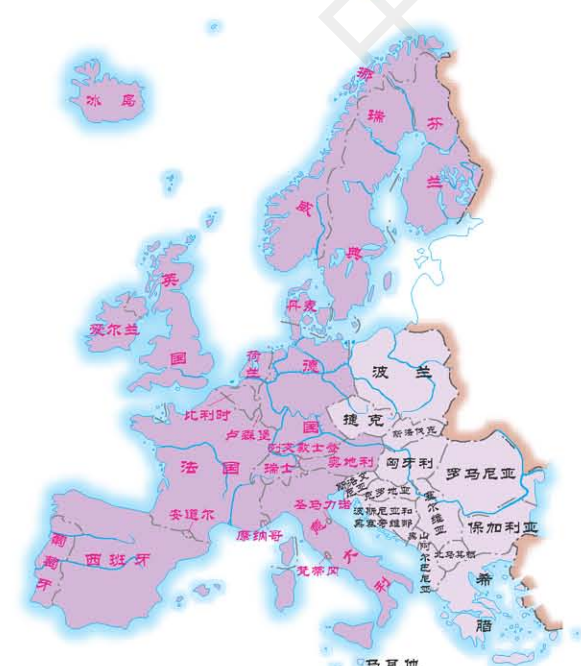 冰岛
挪威
瑞典
芬兰
英国
爱尔兰
丹麦
荷兰
德国
波兰
比利时
卢森堡
捷克
斯洛伐克
列支敦士登
法国
瑞士
奥地利
匈牙利
罗马尼亚
斯洛文尼亚
克罗地亚
圣马力诺
安道尔
波斯尼亚和
黑塞哥维那
塞尔维亚
保加利亚
摩纳哥
意大利
黑山
北马其顿
阿尔巴尼亚
葡萄牙
西班牙
梵蒂冈
希腊
马耳他